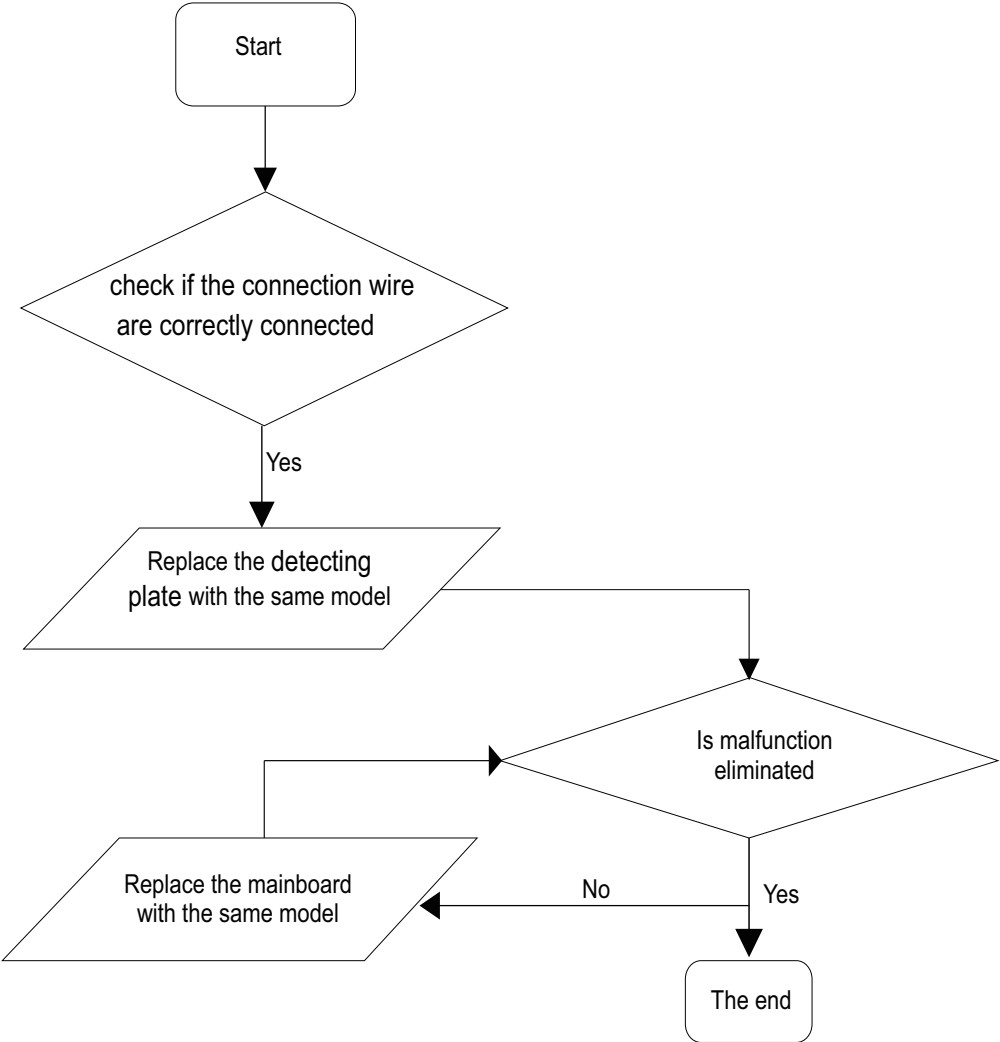 Start
check if the connection wire
are correctly connected
Yes
Replace the detecting
plate with the same model
Is malfunction
eliminated
Replace the mainboard
with the same model
No
Yes
The end